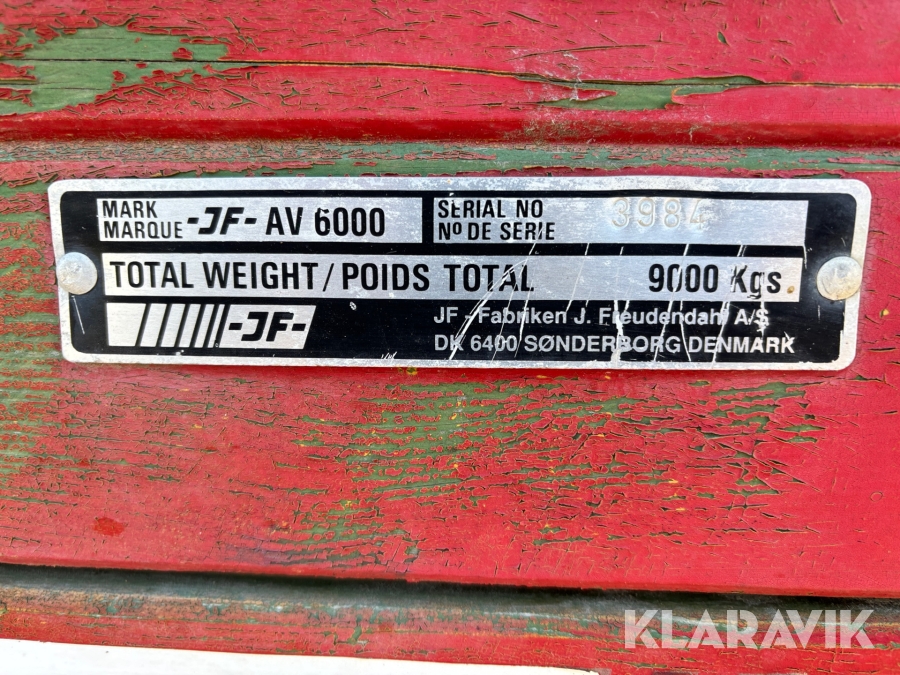 MARK
MARQUE -JF- AV 6000
SERIAL NO
Nº DE SERIE
3984
TOTAL WEIGHT/POIDS TOTAL 9000 Kgs
-JF-
JF - Fabriken J. Freudendahl A/S
DK 6400 SØNDERBORG DENMARK
KLARAVIK